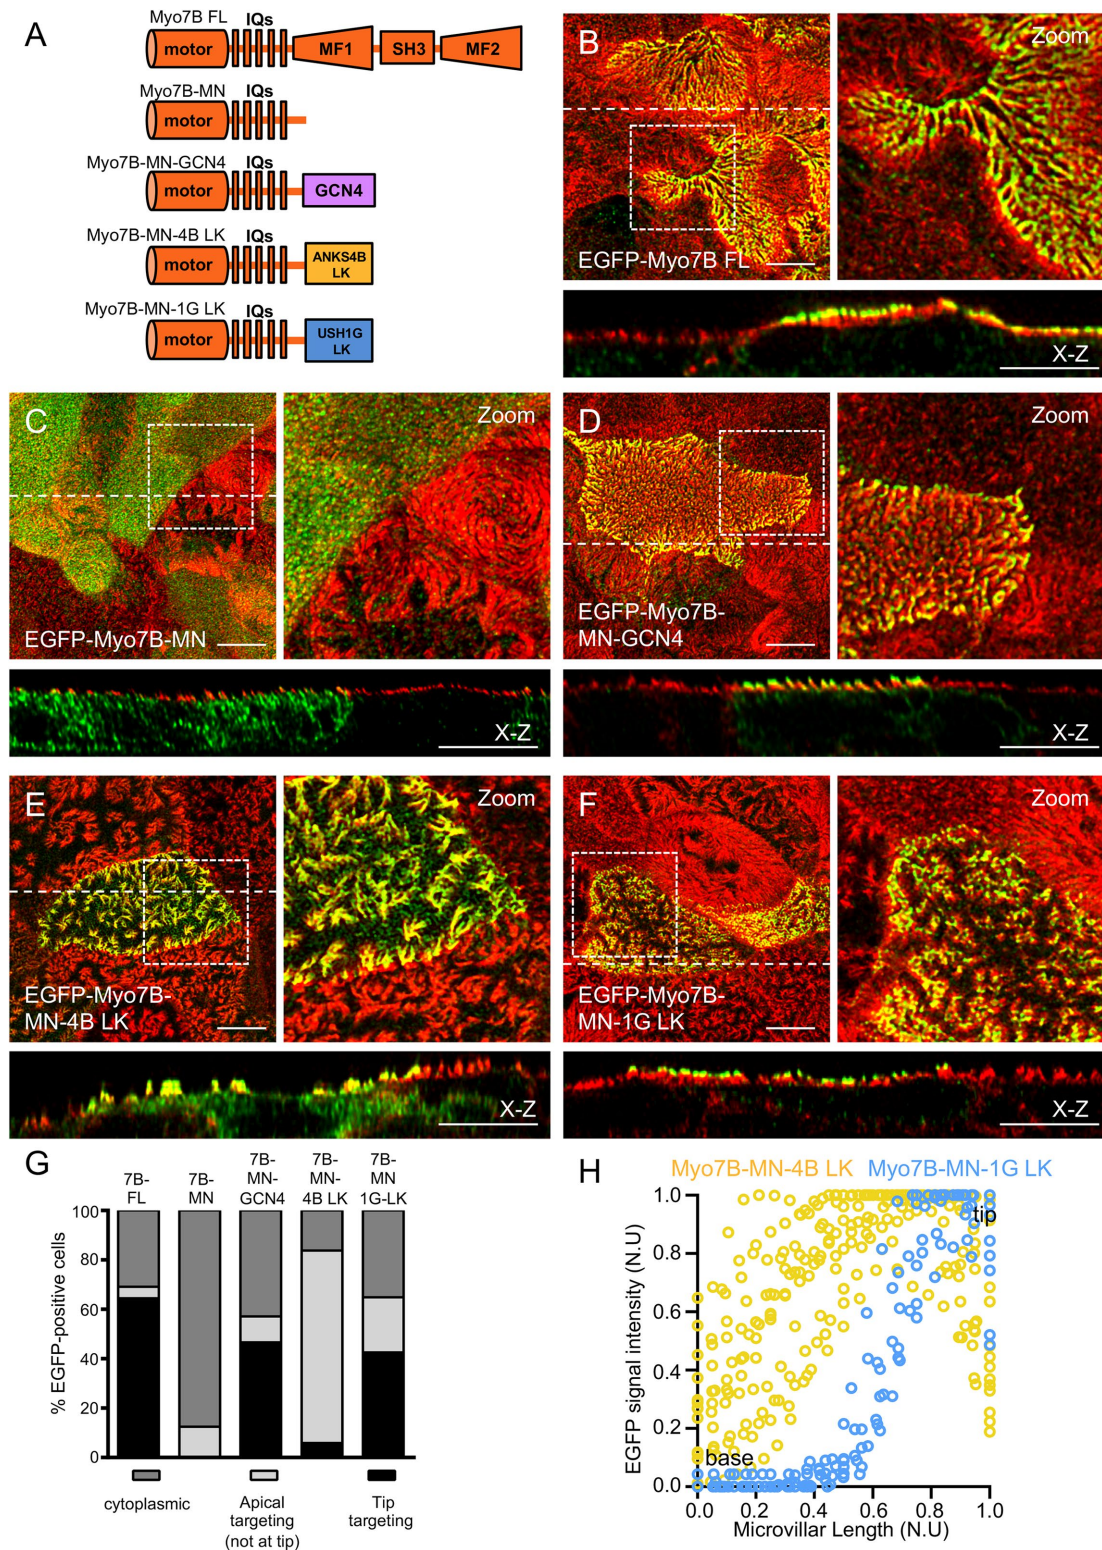 A
Myo7B FL
IQs
motor
MF1
SH3
MF2
Myo7B-MN
IQs
motor
Myo7B-MN-GCN4
IQs
motor
GCN4
Myo7B-MN-4B LK
IQs
motor
ANKS4B
LK
Myo7B-MN-1G LK
IQs
motor
USH1G
LK
B
Zoom
EGFP-Myo7B FL
X-Z
C
Zoom
EGFP-Myo7B-MN
X-Z
D
Zoom
EGFP-Myo7B-
MN-GCN4
X-Z
E
Zoom
EGFP-Myo7B-
MN-4B LK
X-Z
F
Zoom
EGFP-Myo7B-
MN-1G LK
X-Z
G
7B-
FL
7B-
MN
7B-
MN-
GCN4
7B-
MN-
4B LK
7B-
MN
1G-LK
100
80
60
40
20
0
% EGFP-positive cells
cytoplasmic
Apical
targeting
(not at tip)
Tip
targeting
H
Myo7B-MN-4B LK Myo7B-MN-1G LK
1.0
0.8
0.6
0.4
0.2
0.0
EGFP signal intensity (N.U)
tip
base
0.0 0.2 0.4 0.6 0.8 1.0
Microvillar Length (N.U)